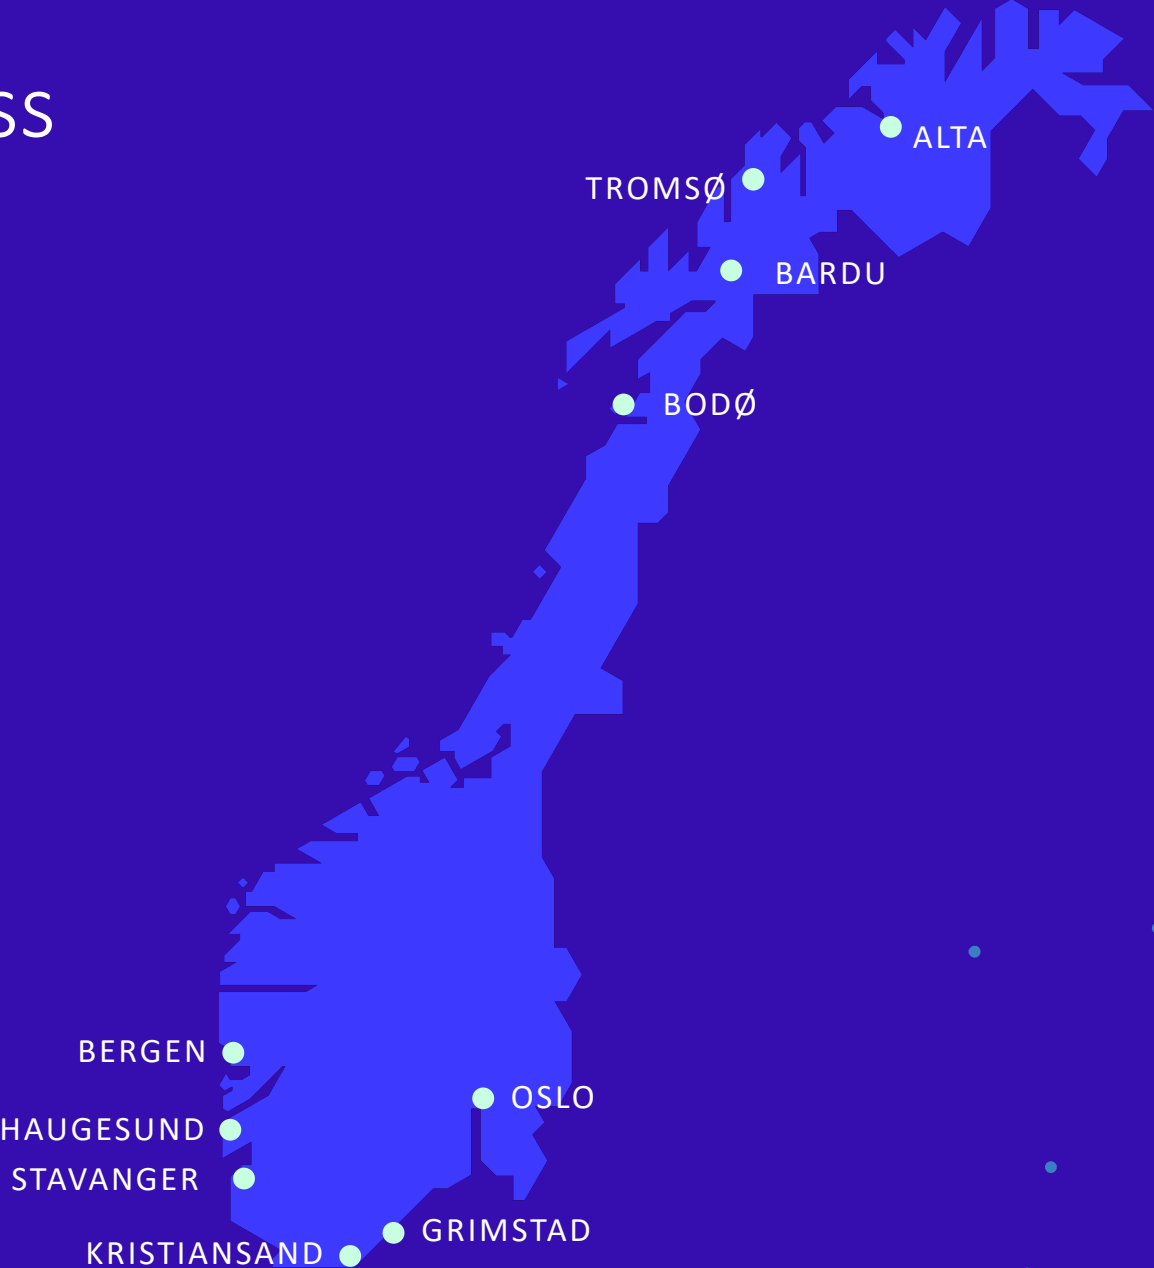 SS
ALTA
TROMSØ
BARDU
BODØ
BERGEN
OSLO
HAUGESUND
STAVANGER
GRIMSTAD
KRISTIANSAND